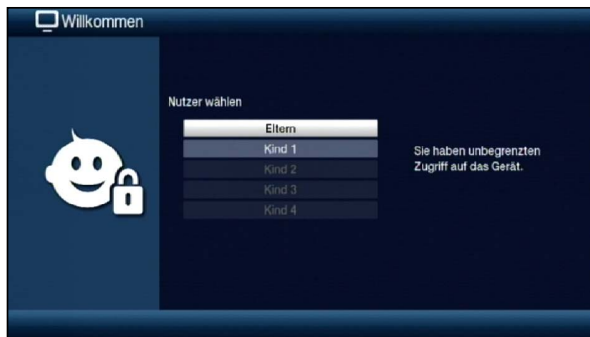 Willkommen
Nutzer wählen
Eltern
Kind 1
Kind 2
Kind 3
Kind 4
Sie haben unbegrenzten
Zugriff auf das Gerät.